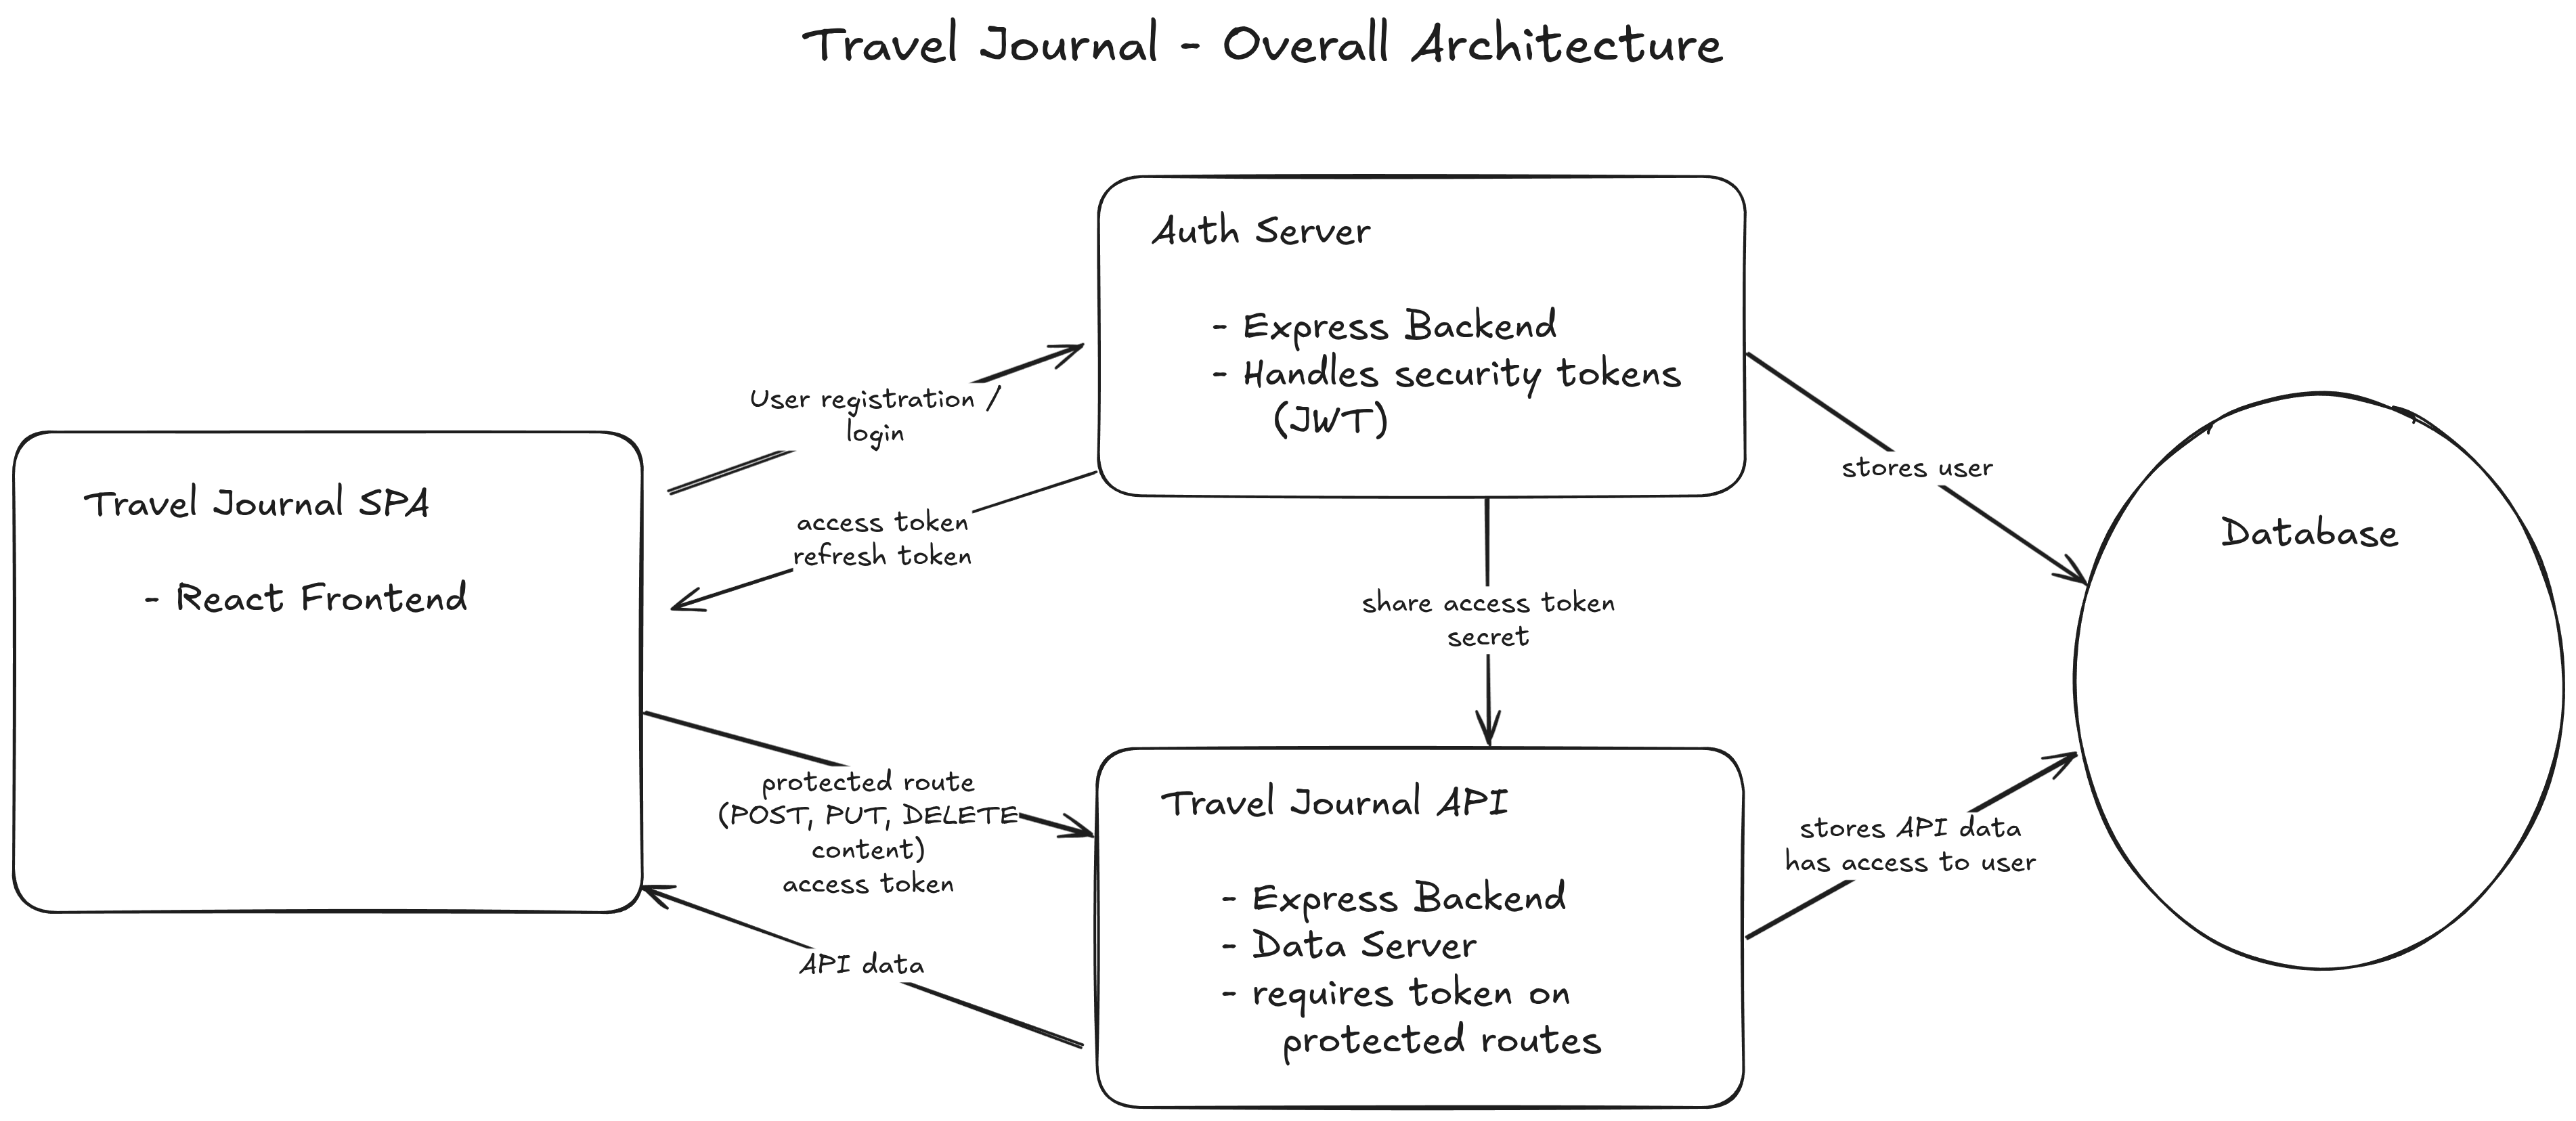 Travel Journal - Overall Architecture
Auth Server
- Express Backend
- Handles security tokens
(JWT)
User registration /
login
access token
refresh token
stores user
Travel Journal SPA
- React Frontend
Database
share access token
secret
protected route
(POST, PUT, DELETE
content)
access token
API data
Travel Journal API
- Express Backend
- Data Server
- requires token on
protected routes
stores API data
has access to user